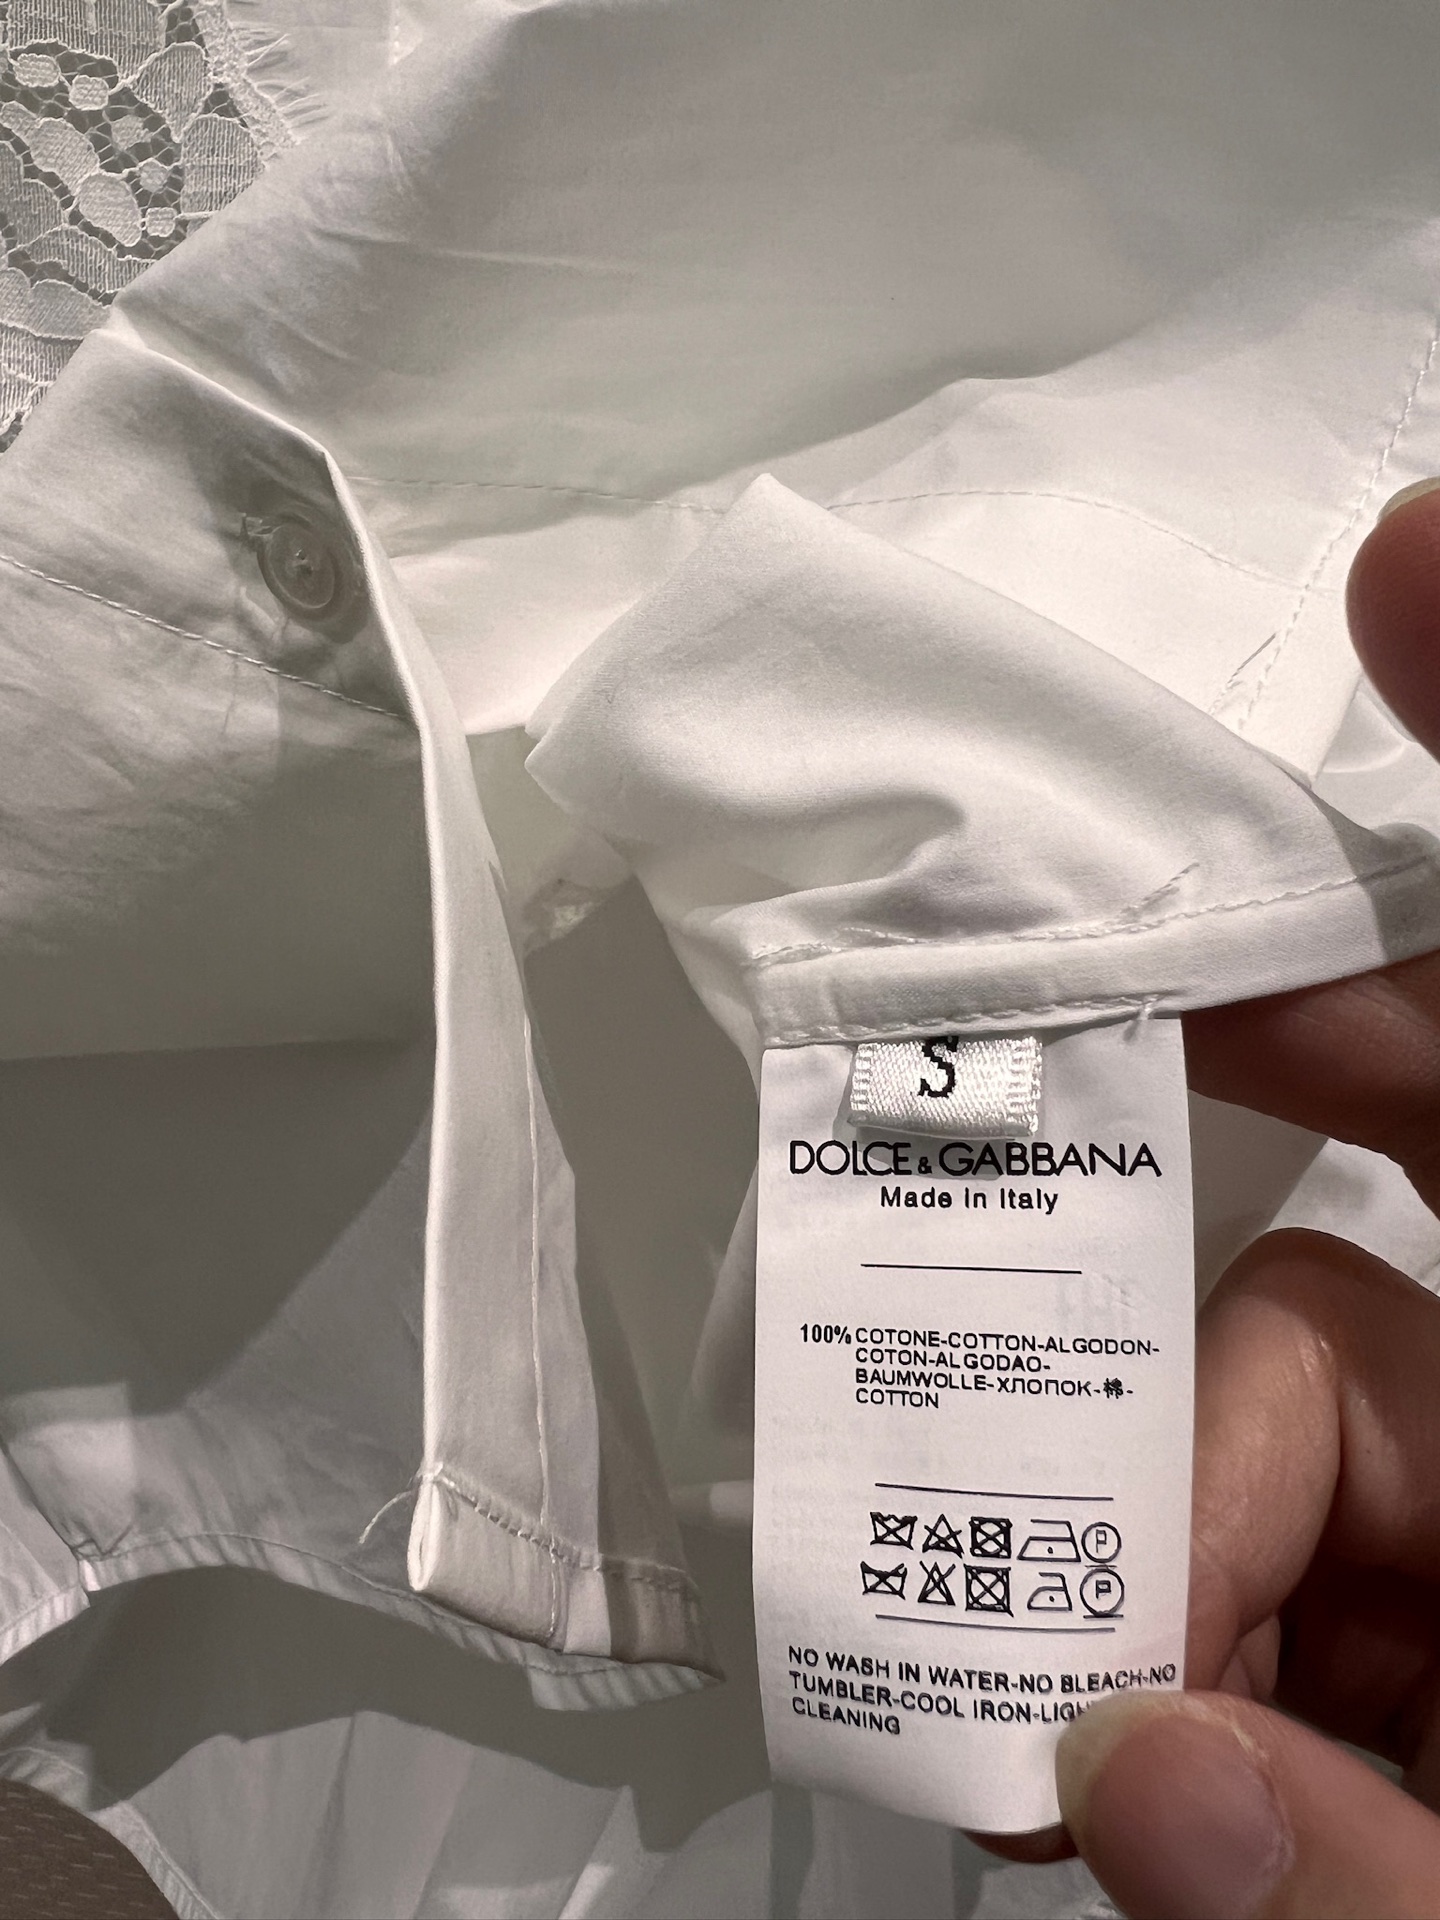 S
DOLCE & GABBANA
Made in Italy
100% COTONE-COTTON-ALGODON-
COTON-ALGODAO-
BAUMWOLLE-ХЛОПОК-棉-
COTTON
P
P
NO WASH IN WATER-NO BLEACH-NO
TUMBLER-COOL IRON-
CLEANING